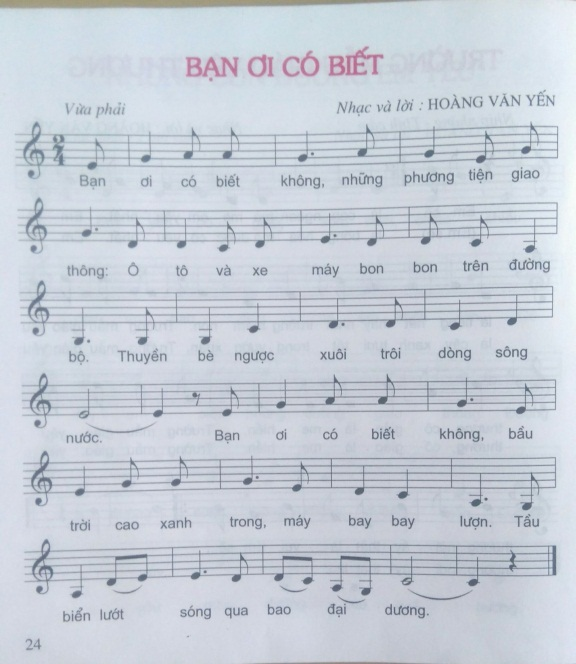 BẠN ƠI CÓ BIẾT
Vừa phải
Nhạc và lời : HOÀNG VĂN YẾN
2
4
Bạn ơi có biết không, những phương tiện giao
thông: Ô tô và xe máy bon bon trên đường
bộ. Thuyền bè ngược xuôi trôi dòng sông
nước. Bạn ơi có biết không, bầu
trời cao xanh trong, máy bay bay lượn. Tầu
biển lướt sóng qua bao đại dương.
24